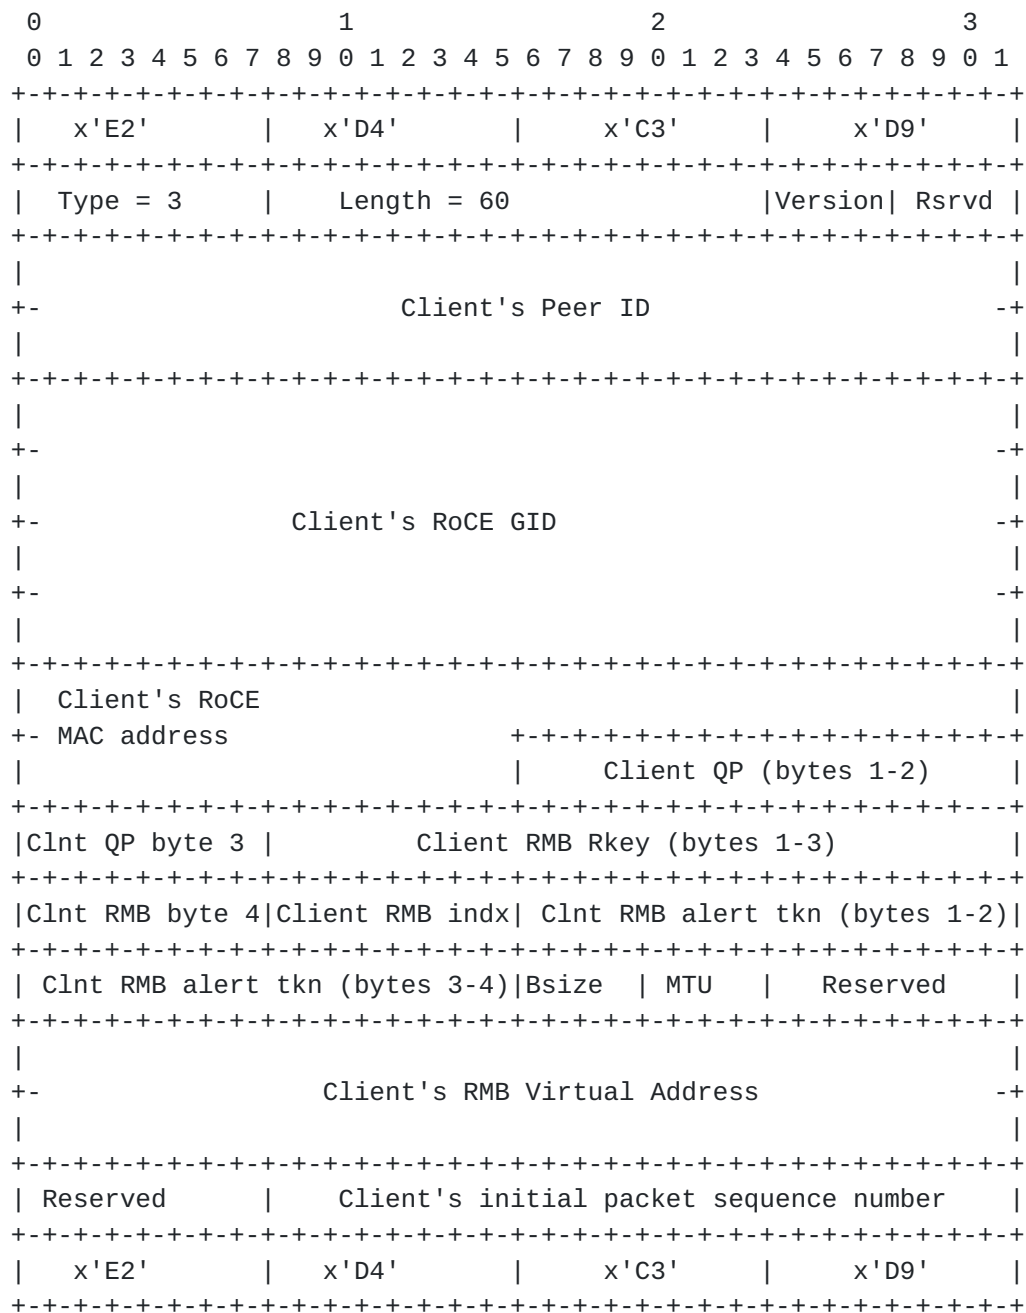 0                   1                   2                   3
 0 1 2 3 4 5 6 7 8 9 0 1 2 3 4 5 6 7 8 9 0 1 2 3 4 5 6 7 8 9 0 1
+-+-+-+-+-+-+-+-+-+-+-+-+-+-+-+-+-+-+-+-+-+-+-+-+-+-+-+-+-+-+-+-+
|   x'E2'       |   x'D4'       |     x'C3'     |     x'D9'     |
+-+-+-+-+-+-+-+-+-+-+-+-+-+-+-+-+-+-+-+-+-+-+-+-+-+-+-+-+-+-+-+-+
|  Type = 3     |    Length = 60                |Version| Rsrvd |
+-+-+-+-+-+-+-+-+-+-+-+-+-+-+-+-+-+-+-+-+-+-+-+-+-+-+-+-+-+-+-+-+
|                                                               |
+-                       Client's Peer ID                      -+
|                                                               |
+-+-+-+-+-+-+-+-+-+-+-+-+-+-+-+-+-+-+-+-+-+-+-+-+-+-+-+-+-+-+-+-+
|                                                               |
+-                                                             -+
|                                                               |
+-                Client's RoCE GID                            -+
|                                                               |
+-                                                             -+
|                                                               |
+-+-+-+-+-+-+-+-+-+-+-+-+-+-+-+-+-+-+-+-+-+-+-+-+-+-+-+-+-+-+-+-+
|  Client's RoCE                                                |
+- MAC address                  +-+-+-+-+-+-+-+-+-+-+-+-+-+-+-+-+
|                               |     Client QP (bytes 1-2)     |
+-+-+-+-+-+-+-+-+-+-+-+-+-+-+-+-+-+-+-+-+-+-+-+-+-+-+-+-+-+-+---+
|Clnt QP byte 3 |         Client RMB Rkey (bytes 1-3)           |
+-+-+-+-+-+-+-+-+-+-+-+-+-+-+-+-+-+-+-+-+-+-+-+-+-+-+-+-+-+-+-+-+
|Clnt RMB byte 4|Client RMB indx| Clnt RMB alert tkn (bytes 1-2)|
+-+-+-+-+-+-+-+-+-+-+-+-+-+-+-+-+-+-+-+-+-+-+-+-+-+-+-+-+-+-+-+-+
| Clnt RMB alert tkn (bytes 3-4)|Bsize  | MTU   |   Reserved    |
+-+-+-+-+-+-+-+-+-+-+-+-+-+-+-+-+-+-+-+-+-+-+-+-+-+-+-+-+-+-+-+-+
|                                                               |
+-                  Client's RMB Virtual Address               -+
|                                                               |
+-+-+-+-+-+-+-+-+-+-+-+-+-+-+-+-+-+-+-+-+-+-+-+-+-+-+-+-+-+-+-+-+
| Reserved      |    Client's initial packet sequence number    |
+-+-+-+-+-+-+-+-+-+-+-+-+-+-+-+-+-+-+-+-+-+-+-+-+-+-+-+-+-+-+-+-+
|   x'E2'       |   x'D4'       |     x'C3'     |     x'D9'     |
+-+-+-+-+-+-+-+-+-+-+-+-+-+-+-+-+-+-+-+-+-+-+-+-+-+-+-+-+-+-+-+-+